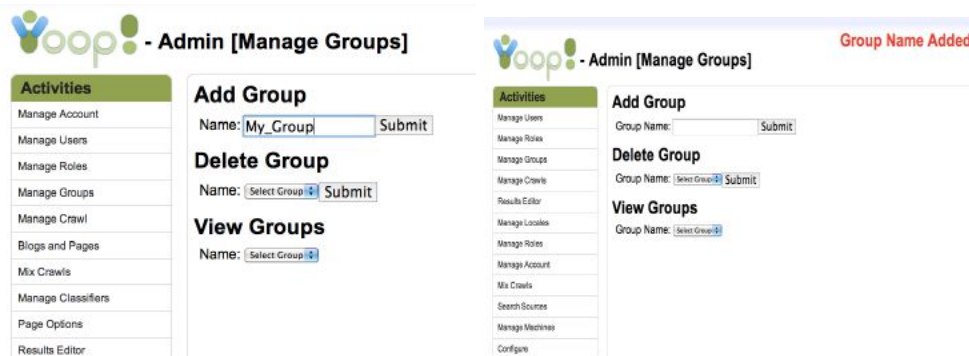 Yoop! - Admin [Manage Groups]
Activities
Manage Account
Manage Users
Manage Roles
Manage Groups
Manage Crawl
Blogs and Pages
Mix Crawls
Manage Classifiers
Page Options
Results Editor
Add Group
Name: My_Group Submit
Delete Group
Name: Select Group Submit
View Groups
Name: Select Group
Group Name Added
Yoop! - Admin [Manage Groups]
Activities
Manage Users
Manage Roles
Manage Groups
Manage Crawls
Results Editor
Manage Locales
Manage Roles
Manage Account
Mix Crawls
Search Sources
Manage Machines
Configure
Add Group
Group Name: Submit
Delete Group
Group Name: Select Group Submit
View Groups
Group Name: Select Group